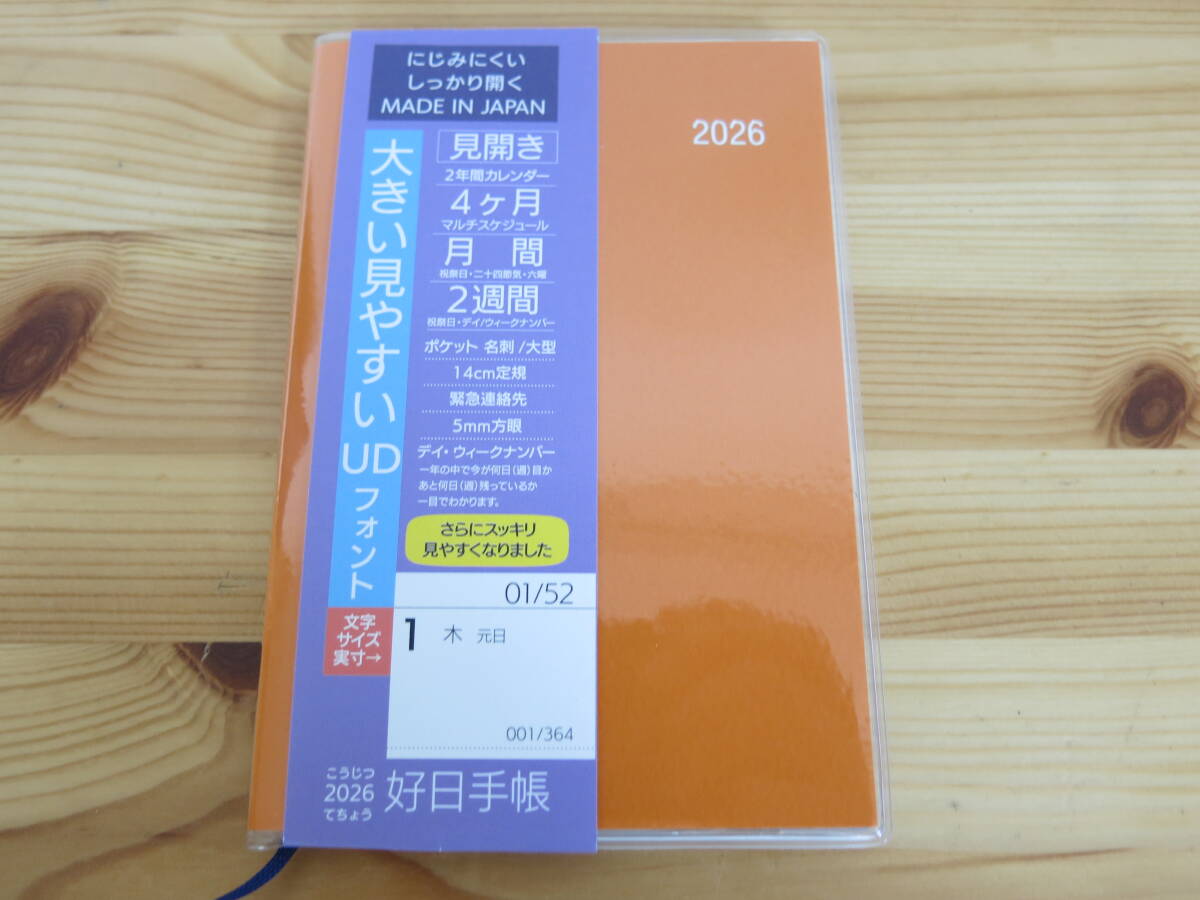 にじみにくい
しっかり開く
MADE IN JAPAN
大きい見やすいUDフォント
見開き
2年間カレンダー
4ヶ月
マルチスケジュール
月 間
祝祭日・二十四節気・六曜
2週間
祝祭日・デイ/ウィークナンバー
ポケット 名刺/大型
14cm定規
緊急連絡先
5mm方眼
デイ・ウィークナンバー
一年の中で今が何日(週)目か
あと何日(週)残っているか
一目でわかります。
さらにスッキリ
見やすくなりました
文字
サイズ
実寸→
01/52
1 木 元日
001/364
こうじつ
2026
てちょう
好日手帳
2026